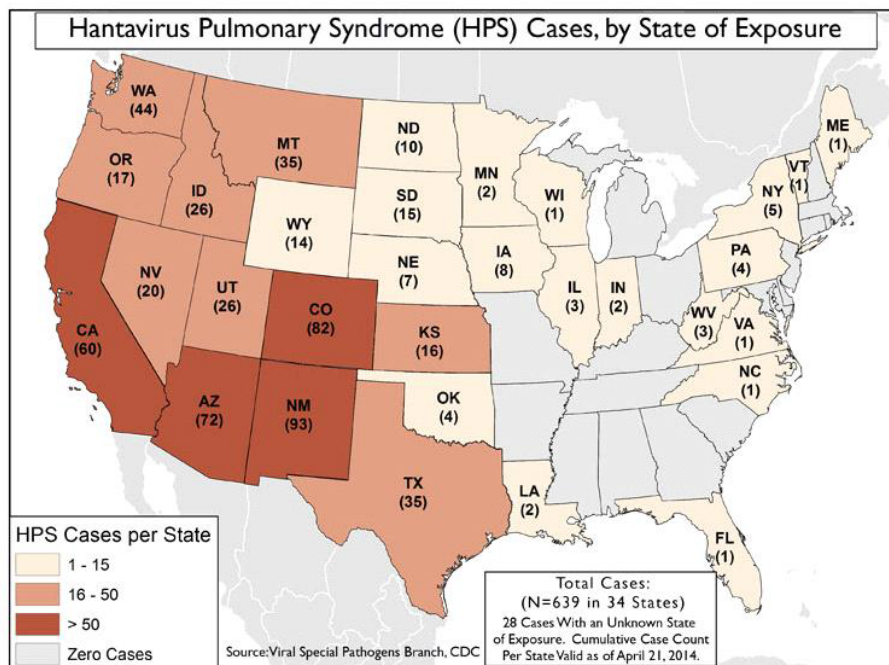 Hantavirus Pulmonary Syndrome (HPS) Cases, by State of Exposure
WA
(44)
MT
(35)
ND
(10)
ME
(1)
OR
(17)
ID
(26)
MN
(2)
VT
(1)
SD
(15)
WI
(1)
NY
(5)
WY
(14)
IA
(8)
PA
(4)
NE
(7)
NV
(20)
UT
(26)
IL
(3)
IN
(2)
CO
(82)
WV
(3)
VA
(1)
CA
(60)
KS
(16)
NC
(1)
AZ
(72)
NM
(93)
OK
(4)
TX
(35)
LA
(2)
FL
(1)
HPS Cases per State
1 - 15
16 - 50
> 50
Zero Cases
Source:Viral Special Pathogens Branch, CDC
Total Cases:
(N=639 in 34 States)
28 Cases With an Unknown State
of Exposure. Cumulative Case Count
Per State Valid as of April 21, 2014.